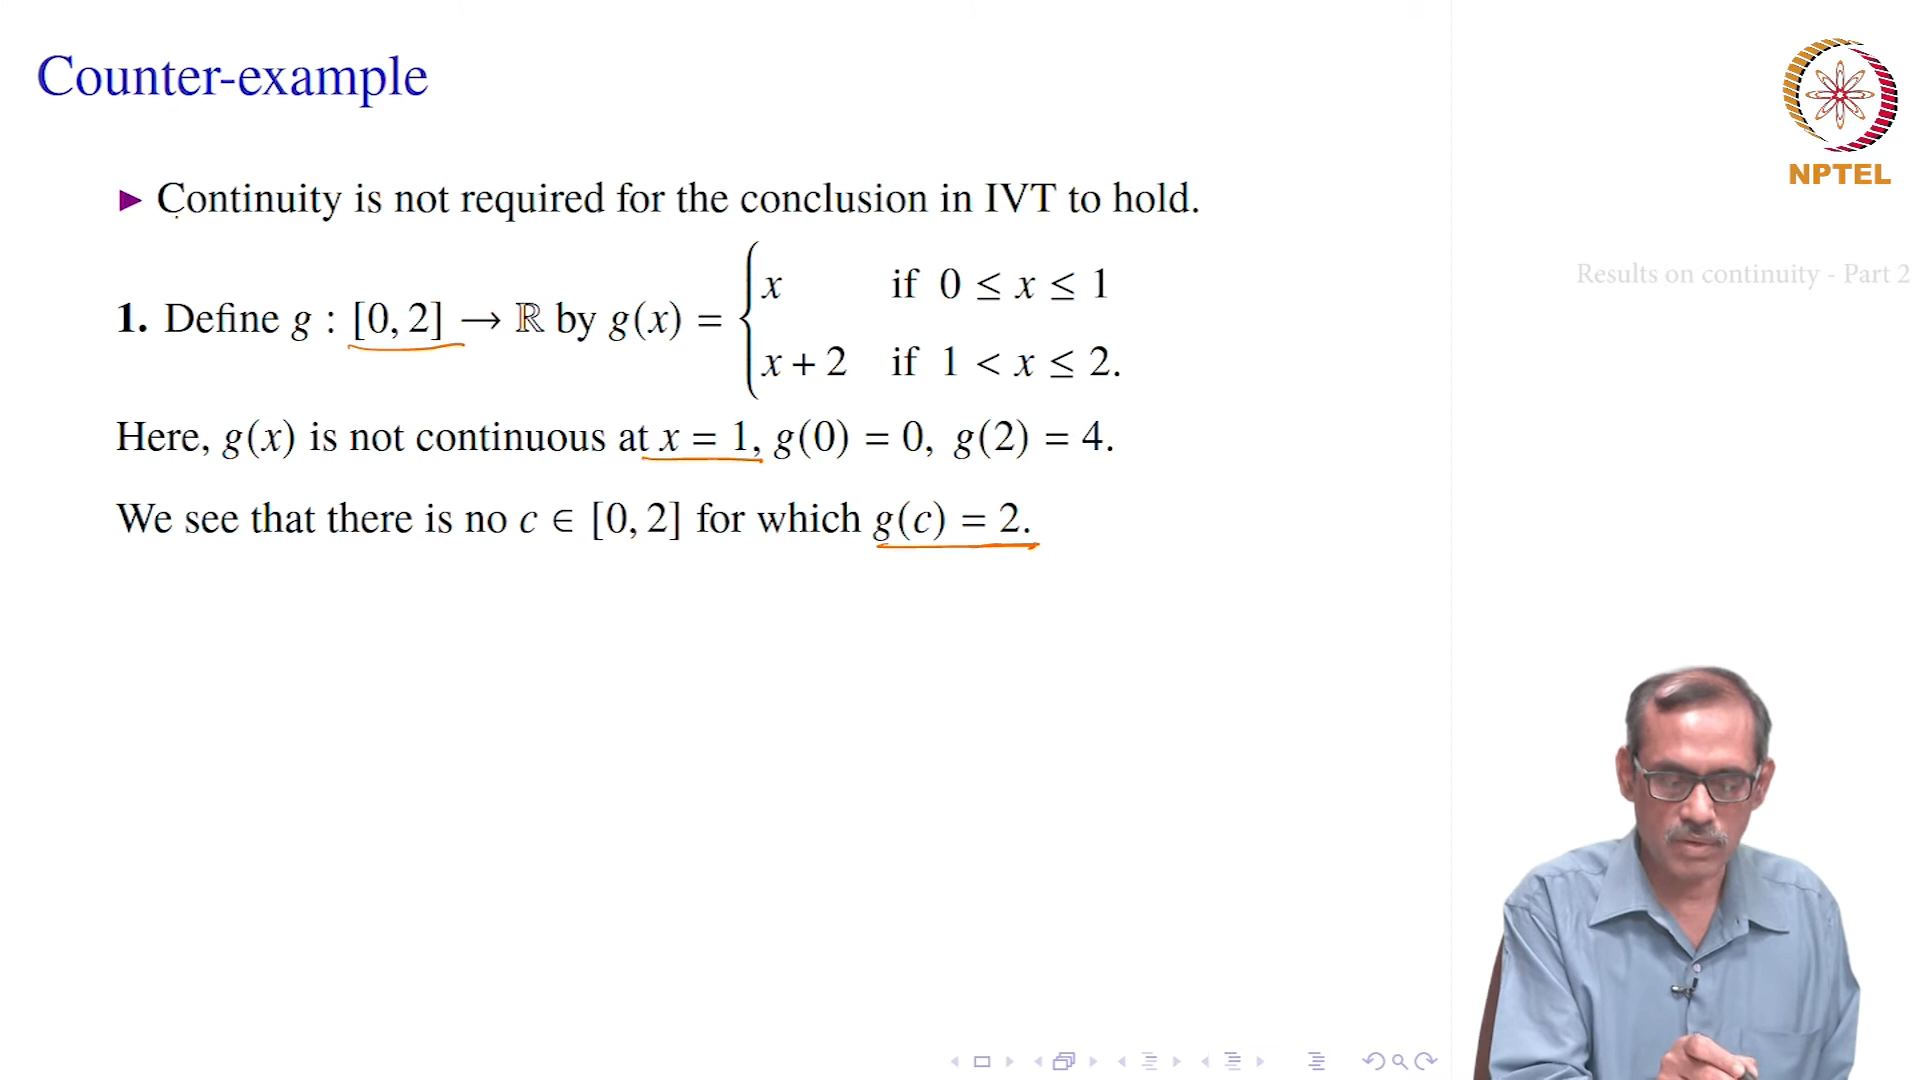 Counter-example
NPTEL
▶ Continuity is not required for the conclusion in IVT to hold.
Results on continuity - Part 2
1. Define g : [0, 2] → ℝ by g(x) = { x if 0 ≤ x ≤ 1
x + 2 if 1 < x ≤ 2.
Here, g(x) is not continuous at x = 1, g(0) = 0, g(2) = 4.
We see that there is no c ∈ [0, 2] for which g(c) = 2.